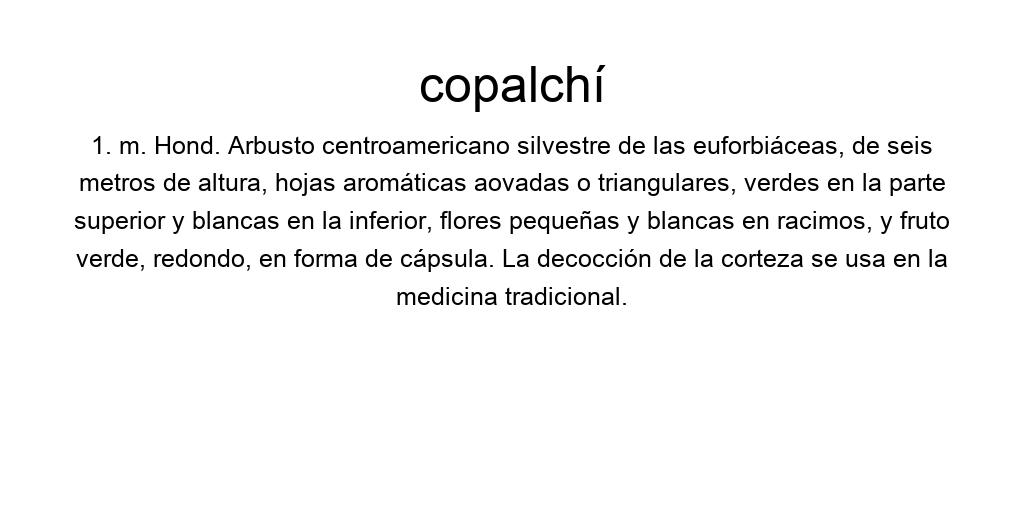 copalchí
1. m. Hond. Arbusto centroamericano silvestre de las euforbiáceas, de seis
metros de altura, hojas aromáticas aovadas o triangulares, verdes en la parte
superior y blancas en la inferior, flores pequeñas y blancas en racimos, y fruto
verde, redondo, en forma de cápsula. La decocción de la corteza se usa en la
medicina tradicional.